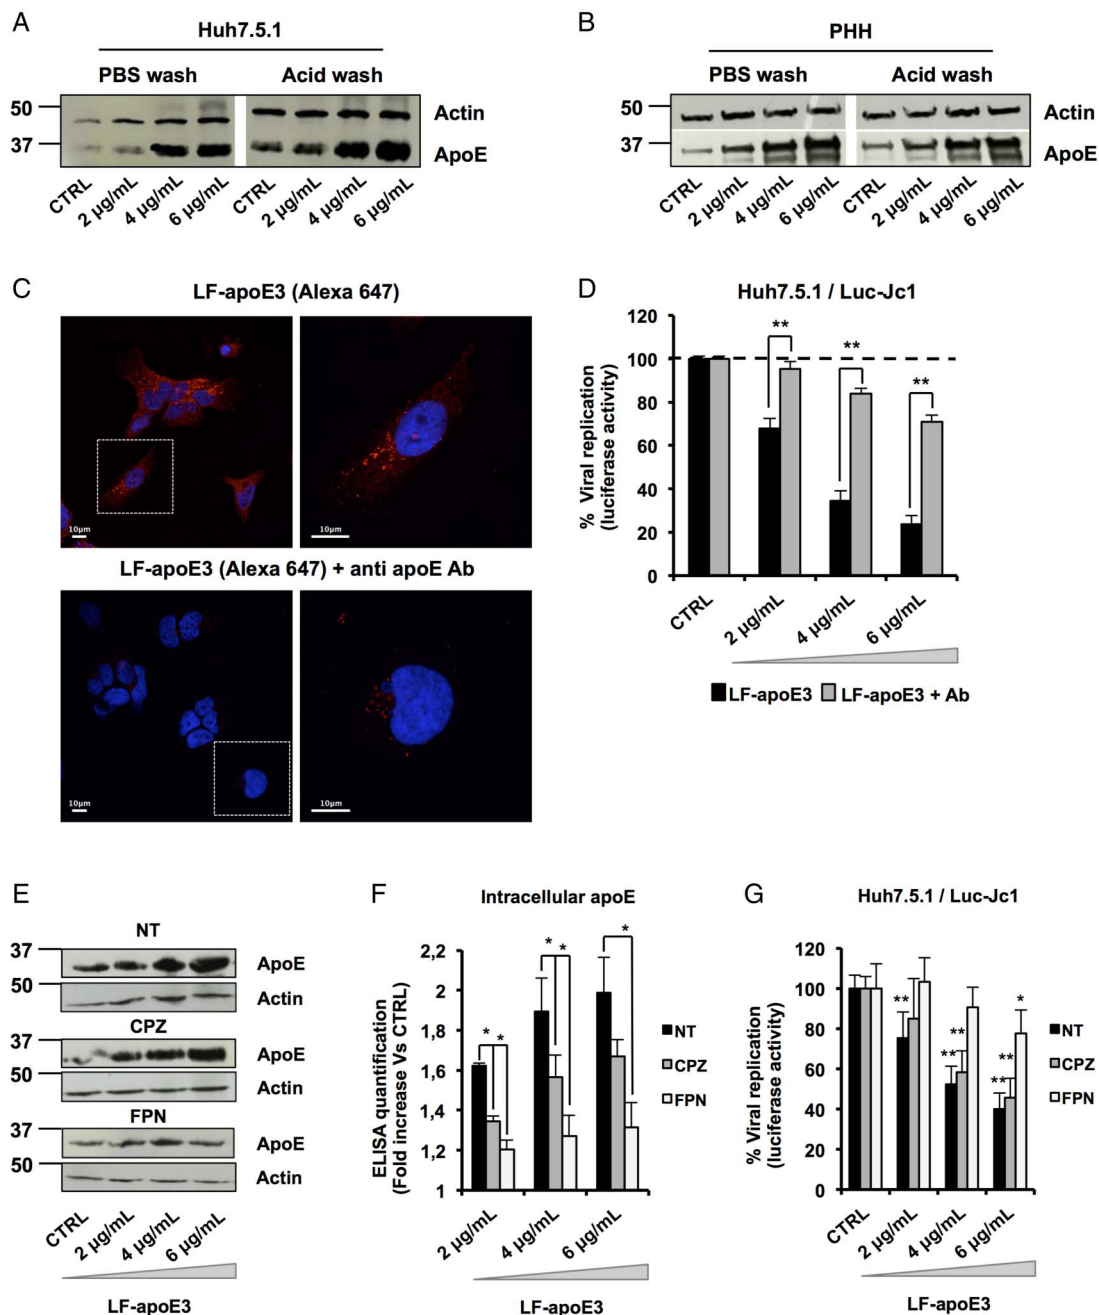 A
Huh7.5.1
PBS wash
Acid wash
50
Actin
37
ApoE
CTRL
2 µg/mL
4 µg/mL
6 µg/mL
CTRL
2 µg/mL
4 µg/mL
6 µg/mL
B
PHH
PBS wash
Acid wash
50
Actin
37
ApoE
CTRL
2 µg/mL
4 µg/mL
6 µg/mL
CTRL
2 µg/mL
4 µg/mL
6 µg/mL
C
LF-apoE3 (Alexa 647)
10µm
10µm
LF-apoE3 (Alexa 647) + anti apoE Ab
10µm
10µm
D
Huh7.5.1 / Luc-Jc1
% Viral replication
(luciferase activity)
120
100
80
60
40
20
0
**
**
**
CTRL
2 µg/mL
4 µg/mL
6 µg/mL
LF-apoE3
LF-apoE3 + Ab
E
NT
37
ApoE
50
Actin
CPZ
37
ApoE
50
Actin
FPN
37
ApoE
50
Actin
CTRL
2 µg/mL
4 µg/mL
6 µg/mL
LF-apoE3
F
Intracellular apoE
ELISA quantification
(Fold increase Vs CTRL)
2,2
2
1,8
1,6
1,4
1,2
1
* *
* *
*
NT
CPZ
FPN
2 µg/mL
4 µg/mL
6 µg/mL
LF-apoE3
G
Huh7.5.1 / Luc-Jc1
% Viral replication
(luciferase activity)
120
100
80
60
40
20
0
**
**
**
*
**
**
NT
CPZ
FPN
CTRL
2 µg/mL
4 µg/mL
6 µg/mL
LF-apoE3